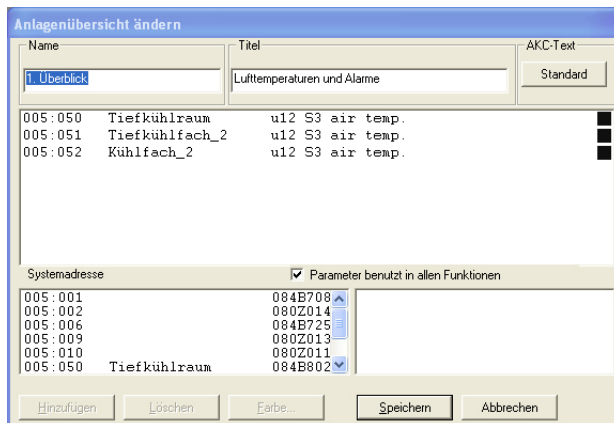 Anlagenübersicht ändern
Name
Titel
AKC-Text
1. Überblick
Lufttemperaturen und Alarme
Standard
005:050 Tiefkühlraum u12 S3 air temp.
005:051 Tiefkühlfach_2 u12 S3 air temp.
005:052 Kühlfach_2 u12 S3 air temp.
Systemadresse
Parameter benutzt in allen Funktionen
005:001 084B708
005:002 080Z014
005:006 084B725
005:009 080Z013
005:010 080Z011
005:050 Tiefkühlraum 084B802
Hinzufügen
Löschen
Farbe...
Speichern
Abbrechen